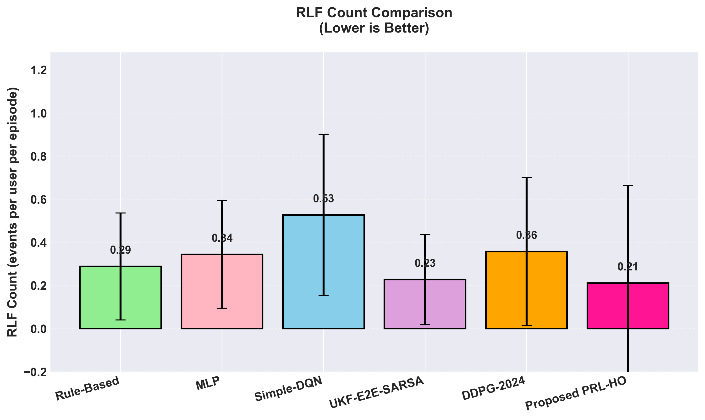 RLF Count Comparison
(Lower is Better)
RLF Count (events per user per episode)
1.2
1.0
0.8
0.6
0.4
0.2
0.0
−0.2
0.29
0.34
0.53
0.23
0.36
0.21
Rule-Based
MLP
Simple-DQN
UKF-E2E-SARSA
DDPG-2024
Proposed PRL-HO